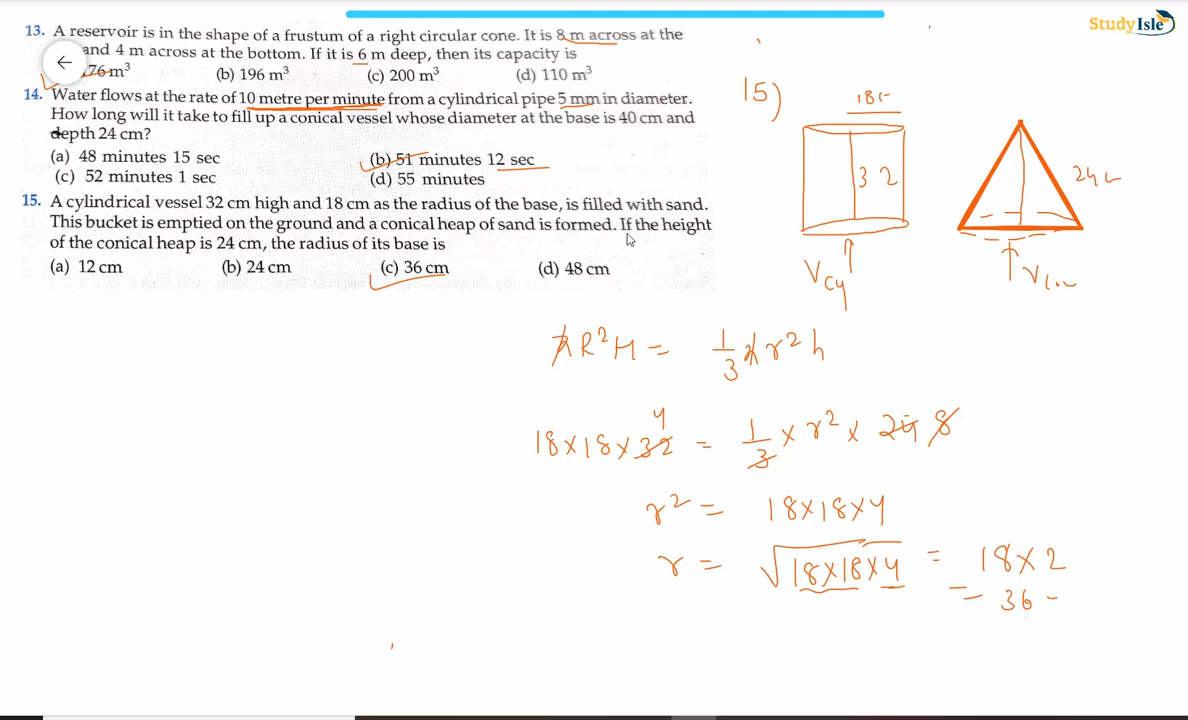 13. A reservoir is in the shape of a frustum of a right circular cone. It is 8 m across at the
and 4 m across at the bottom. If it is 6 m deep, then its capacity is
76 m³ (b) 196 m³ (c) 200 m³ (d) 110 m³
14. Water flows at the rate of 10 metre per minute from a cylindrical pipe 5 mm in diameter.
How long will it take to fill up a conical vessel whose diameter at the base is 40 cm and
depth 24 cm?
(a) 48 minutes 15 sec (b) 51 minutes 12 sec
(c) 52 minutes 1 sec (d) 55 minutes
15. A cylindrical vessel 32 cm high and 18 cm as the radius of the base, is filled with sand.
This bucket is emptied on the ground and a conical heap of sand is formed. If the height
of the conical heap is 24 cm, the radius of its base is
(a) 12 cm (b) 24 cm (c) 36 cm (d) 48 cm
StudyIsle
15)
18
32
24
V cy
πR²H = 1/3 πr²h
4
18×18×32 = 1/3 × r² × 24 8
r² = 18×18×4
r = √18×18×4 = 18×2
= 36